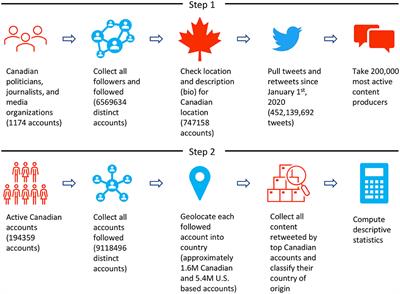 Step 1
Canadian
politicians,
journalists, and
media
organizations
(1174 accounts)
Collect all
followers and
followed
(6569634
distinct
accounts)
Check location
and description
(bio) for
Canadian
location
(747158
accounts)
Pull tweets and
retweets since
January 1st,
2020
(452,139,692
tweets)
Take 200,000
most active
content
producers
Step 2
Active Canadian
accounts
(194359
accounts)
Collect all
accounts
followed
(9118496
distinct
accounts)
Geolocate each
followed
account into
country
(approximately
1.6M Canadian
and 5.4M U.S.
based accounts)
Collect all
content
retweeted by
top Canadian
accounts and
classify their
country of
origin
Compute
descriptive
statistics